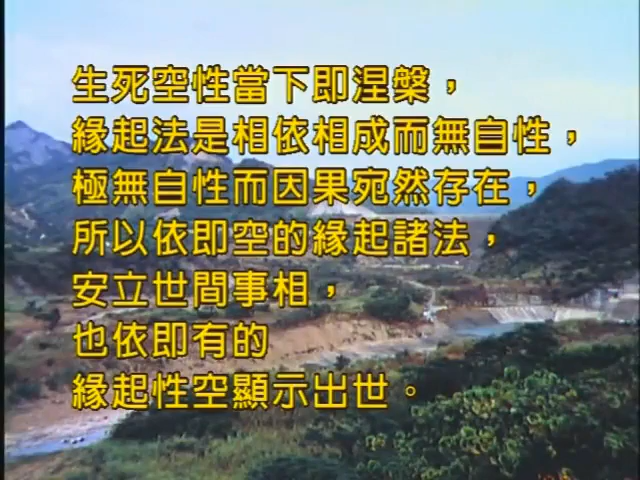 生死空性當下即涅槃，
緣起法是相依相成而無自性，
極無自性而因果宛然存在，
所以依即空的緣起諸法，
安立世間事相，
也依即有的
緣起性空顯示出世。